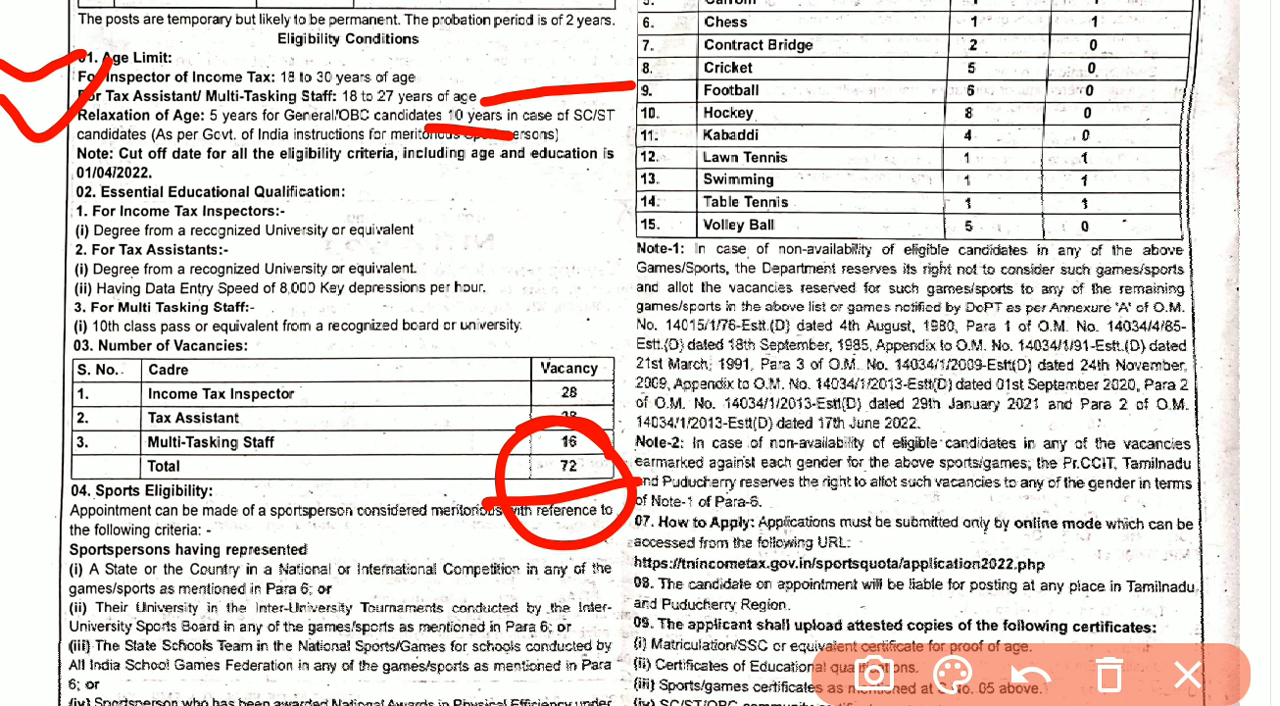 The posts are temporary but likely to be permanent. The probation period is of 2 years.
Eligibility Conditions
01. Age Limit:
For Inspector of Income Tax: 18 to 30 years of age
For Tax Assistant/ Multi-Tasking Staff: 18 to 27 years of age
Relaxation of Age: 5 years for General/OBC candidates 10 years in case of SC/ST
candidates (As per Govt. of India instructions for meritorious Sportspersons)
Note: Cut off date for all the eligibility criteria, including age and education is
01/04/2022.
02. Essential Educational Qualification:
1. For Income Tax Inspectors:-
(i) Degree from a recognized University or equivalent
2. For Tax Assistants:-
(i) Degree from a recognized University or equivalent.
(ii) Having Data Entry Speed of 8,000 Key depressions per hour.
3. For Multi Tasking Staff:-
(i) 10th class pass or equivalent from a recognized board or university.
03. Number of Vacancies:
S. No. Cadre Vacancy
1. Income Tax Inspector 28
2. Tax Assistant 28
3. Multi-Tasking Staff 16
Total 72
04. Sports Eligibility:
Appointment can be made of a sportsperson considered meritorious with reference to
the following criteria: -
Sportspersons having represented
(i) A State or the Country in a National or International Competition in any of the
games/sports as mentioned in Para 6; or
(ii) Their University in the Inter-University Tournaments conducted by the Inter-
University Sports Board in any of the games/sports as mentioned in Para 6; or
(iii) The State Schools Team in the National Sports/Games for schools conducted by
All India School Games Federation in any of the games/sports as mentioned in Para
6; or
(iv) Sportsperson who has been awarded National Awards in Physical Efficiency under
5. Carrom 1 1
6. Chess 1 1
7. Contract Bridge 2 0
8. Cricket 5 0
9. Football 6 0
10. Hockey 8 0
11. Kabaddi 4 0
12. Lawn Tennis 1 1
13. Swimming 1 1
14. Table Tennis 1 1
15. Volley Ball 5 0
Note-1: In case of non-availability of eligible candidates in any of the above
Games/Sports, the Department reserves its right not to consider such games/sports
and allot the vacancies reserved for such games/sports to any of the remaining
games/sports in the above list or games notified by DoPT as per Annexure 'A' of O.M.
No. 14015/1/76-Estt.(D) dated 4th August, 1980, Para 1 of O.M. No. 14034/4/85-
Estt.(D) dated 18th September, 1985, Appendix to O.M. No. 14034/1/91-Estt.(D) dated
21st March, 1991, Para 3 of O.M. No. 14034/1/2009-Estt(D) dated 24th November,
2009, Appendix to O.M. No. 14034/1/2013-Estt(D) dated 01st September 2020, Para 2
of O.M. No. 14034/1/2013-Estt(D) dated 29th January 2021 and Para 2 of O.M.
14034/1/2013-Estt(D) dated 17th June 2022.
Note-2: In case of non-availability of eligible candidates in any of the vacancies
earmarked against each gender for the above sports/games, the Pr.CCIT, Tamilnadu
and Puducherry reserves the right to allot such vacancies to any of the gender in terms
of Note-1 of Para-6.
07. How to Apply: Applications must be submitted only by online mode which can be
accessed from the following URL:
https://tnincometax.gov.in/sportsquota/application2022.php
08. The candidate on appointment will be liable for posting at any place in Tamilnadu
and Puducherry Region.
09. The applicant shall upload attested copies of the following certificates:
(i) Matriculation/SSC or equivalent certificate for proof of age.
(ii) Certificates of Educational qualifications.
(iii) Sports/games certificates as mentioned at S. No. 05 above.
(iv) SC/ST/OBC community